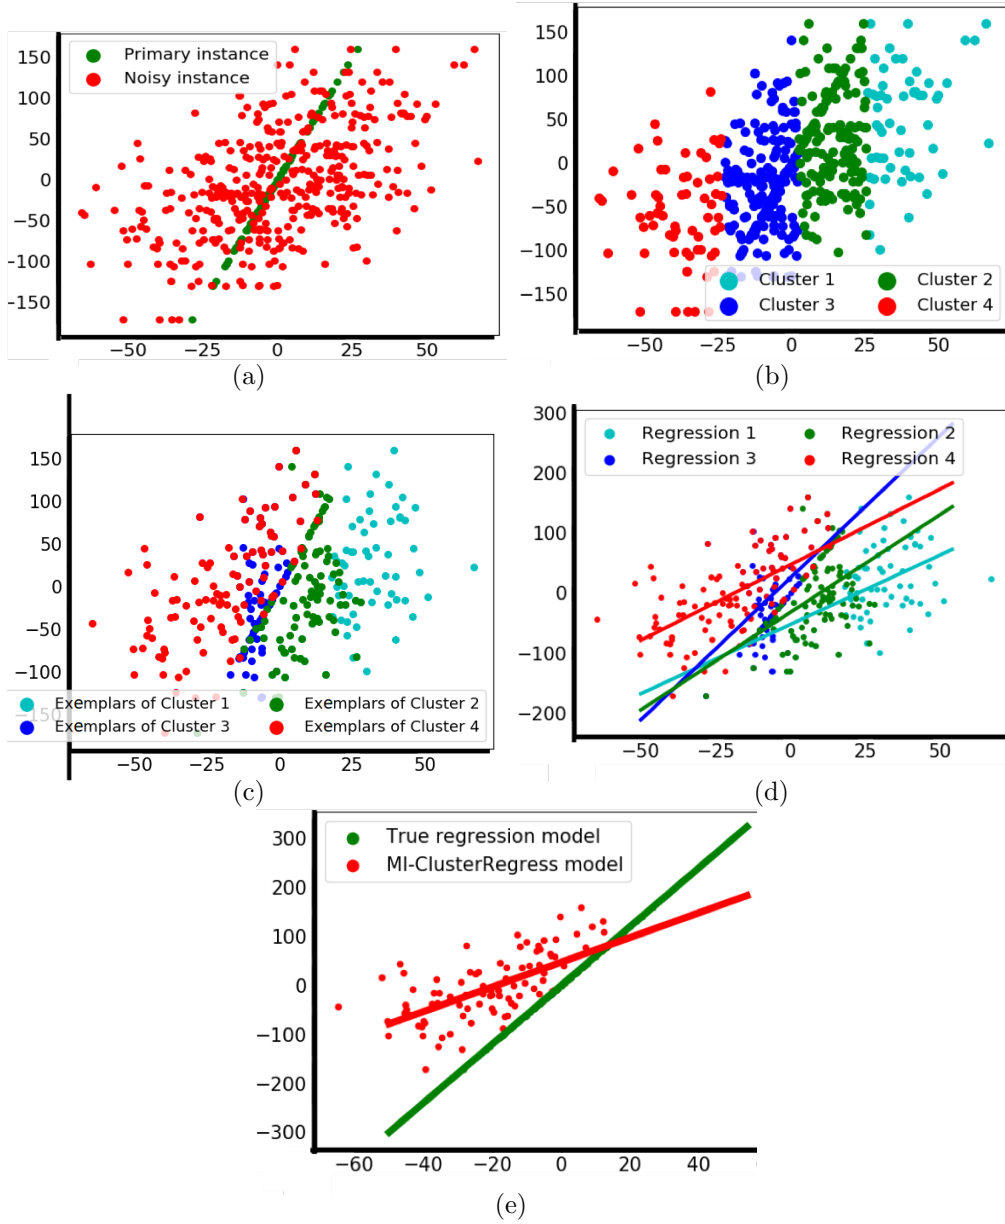 150
100
50
0
−50
−100
−150
−50
−25
0
25
50
Primary instance
Noisy instance
(a)
150
100
50
0
−50
−100
−150
−50
−25
0
25
50
Cluster 1
Cluster 2
Cluster 3
Cluster 4
(b)
150
100
50
0
−50
−100
−150
−50
−25
0
25
50
Exemplars of Cluster 1
Exemplars of Cluster 2
Exemplars of Cluster 3
Exemplars of Cluster 4
(c)
300
200
100
0
−100
−200
−50
−25
0
25
50
Regression 1
Regression 2
Regression 3
Regression 4
(d)
300
200
100
0
−100
−200
−300
−60
−40
−20
0
20
40
True regression model
MI-ClusterRegress model
(e)